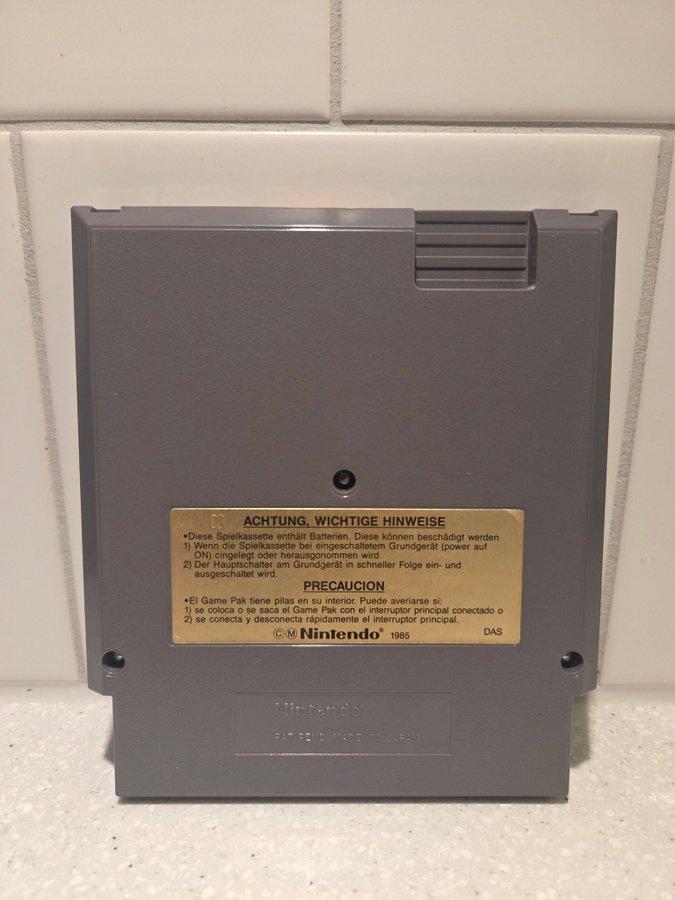 ACHTUNG, WICHTIGE HINWEISE
•Diese Spielkassette enthält Batterien. Diese können beschädigt werden
1) Wenn die Spielkassette bei eingeschaltetem Grundgerät (power auf
ON) eingelegt oder herausgonommen wird.
2) Der Hauptschalter am Grundgerät in schneller Folge ein- und
ausgeschaltet wird.
PRECAUCION
•El Game Pak tiene pilas en su interior. Puede averiarse si:
1) se coloca o se saca el Game Pak con el interruptor principal conectado o
2) se conecta y desconecta rápidamente el interruptor principal.
©Ⓜ Nintendo® 1985 DAS
Nintendo®
PAT. PEND. MADE IN JAPAN